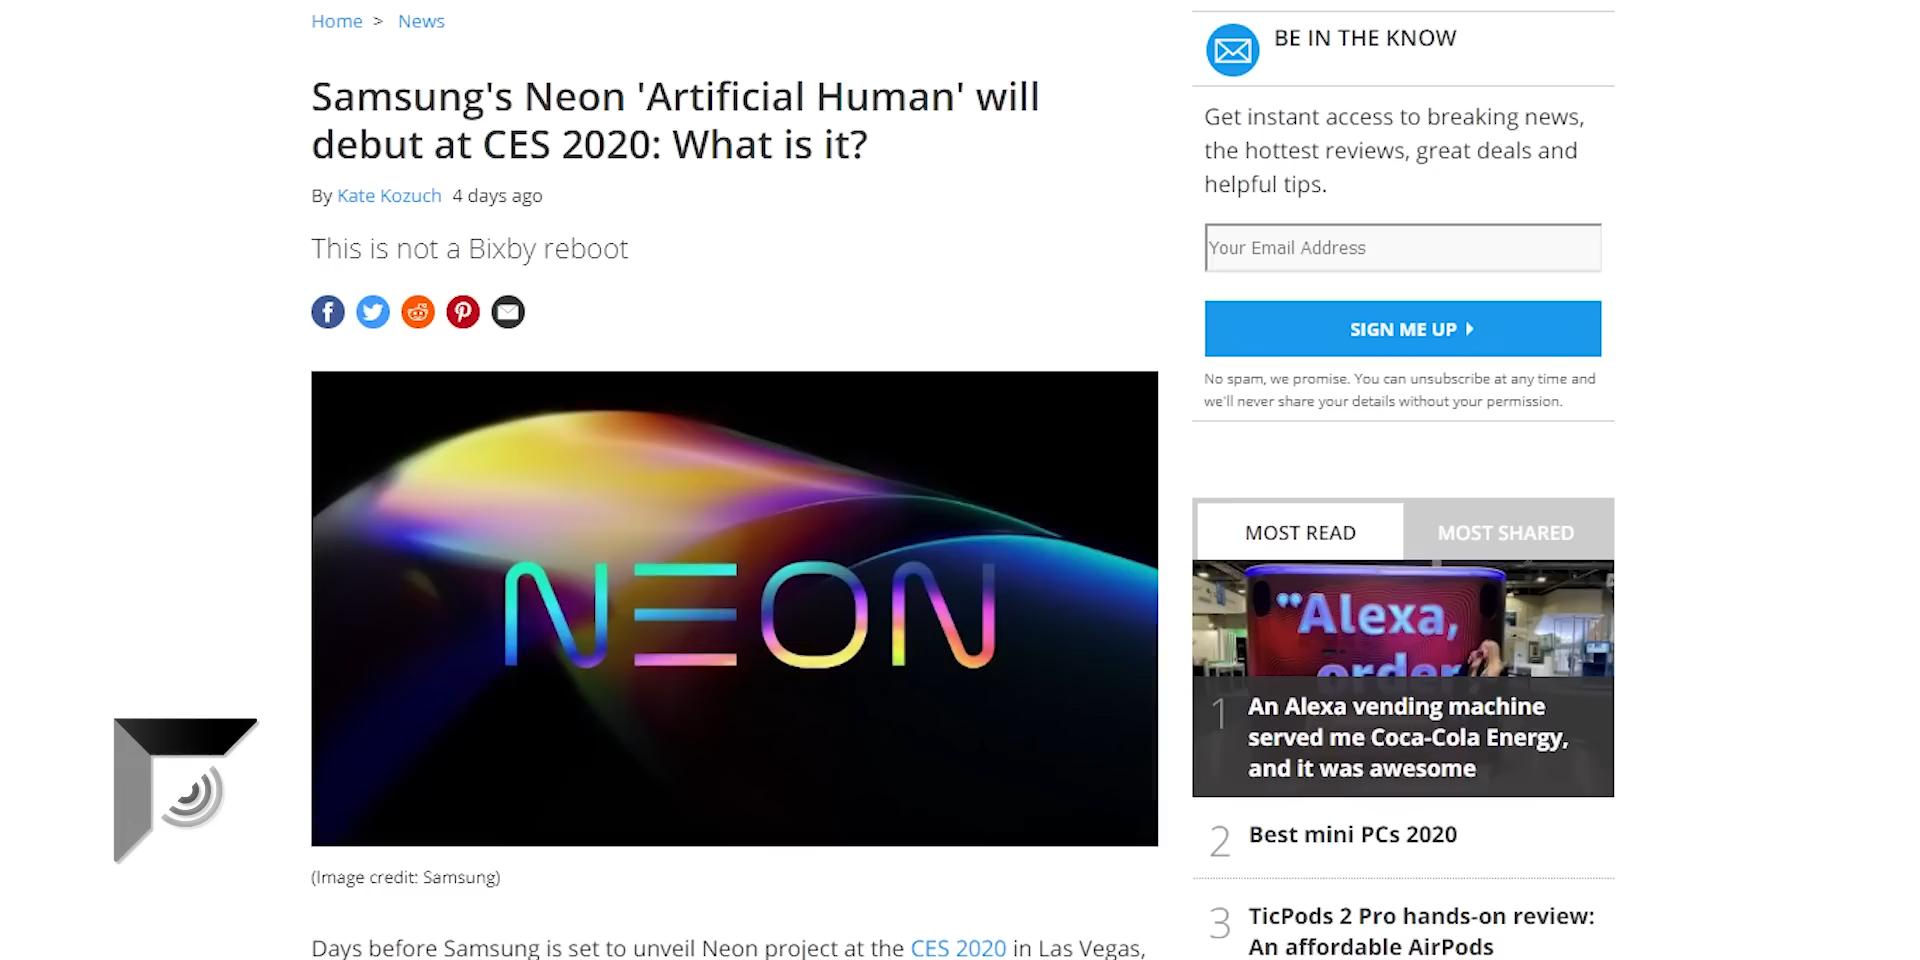 Home > News
Samsung's Neon 'Artificial Human' will
debut at CES 2020: What is it?
By Kate Kozuch 4 days ago
This is not a Bixby reboot
NEON
(Image credit: Samsung)
Days before Samsung is set to unveil Neon project at the CES 2020 in Las Vegas,
BE IN THE KNOW
Get instant access to breaking news,
the hottest reviews, great deals and
helpful tips.
Your Email Address
SIGN ME UP
No spam, we promise. You can unsubscribe at any time and
we'll never share your details without your permission.
MOST READ
MOST SHARED
"Alexa,
order
1
An Alexa vending machine
served me Coca-Cola Energy,
and it was awesome
2 Best mini PCs 2020
3 TicPods 2 Pro hands-on review:
An affordable AirPods